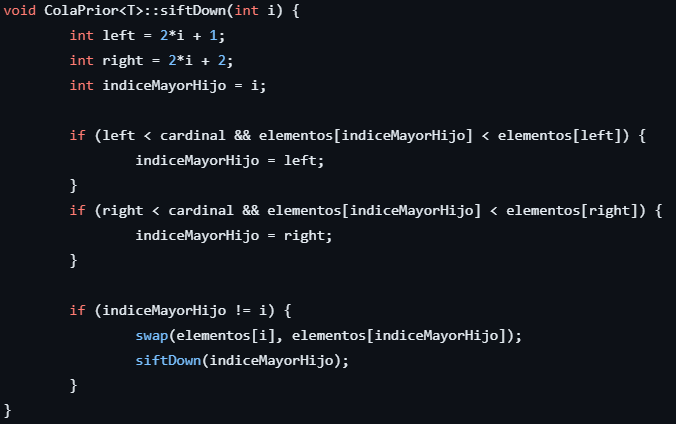 void ColaPrior<T>::siftDown(int i) {
        int left = 2*i + 1;
        int right = 2*i + 2;
        int indiceMayorHijo = i;

        if (left < cardinal && elementos[indiceMayorHijo] < elementos[left]) {
                indiceMayorHijo = left;
        }
        if (right < cardinal && elementos[indiceMayorHijo] < elementos[right]) {
                indiceMayorHijo = right;
        }

        if (indiceMayorHijo != i) {
                swap(elementos[i], elementos[indiceMayorHijo]);
                siftDown(indiceMayorHijo);
        }
}